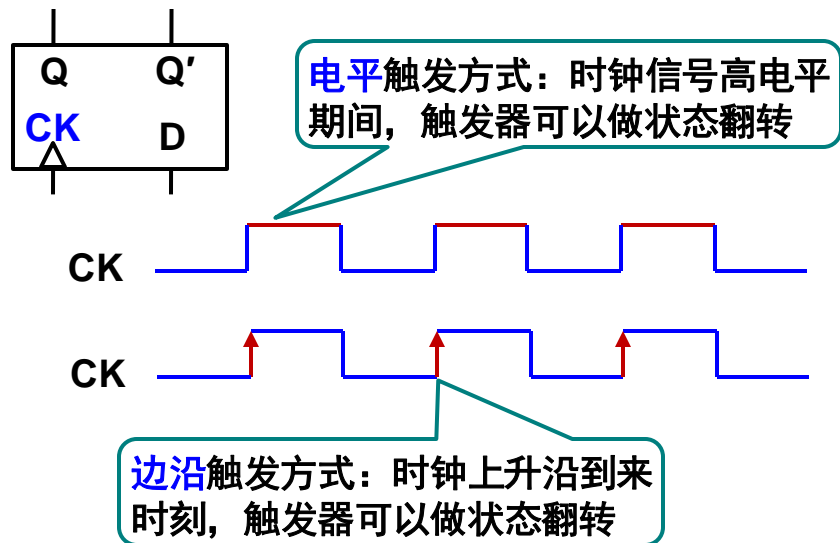 Q Q′
CK D
电平触发方式：时钟信号高电平
期间，触发器可以做状态翻转
CK
CK
边沿触发方式：时钟上升沿到来
时刻，触发器可以做状态翻转